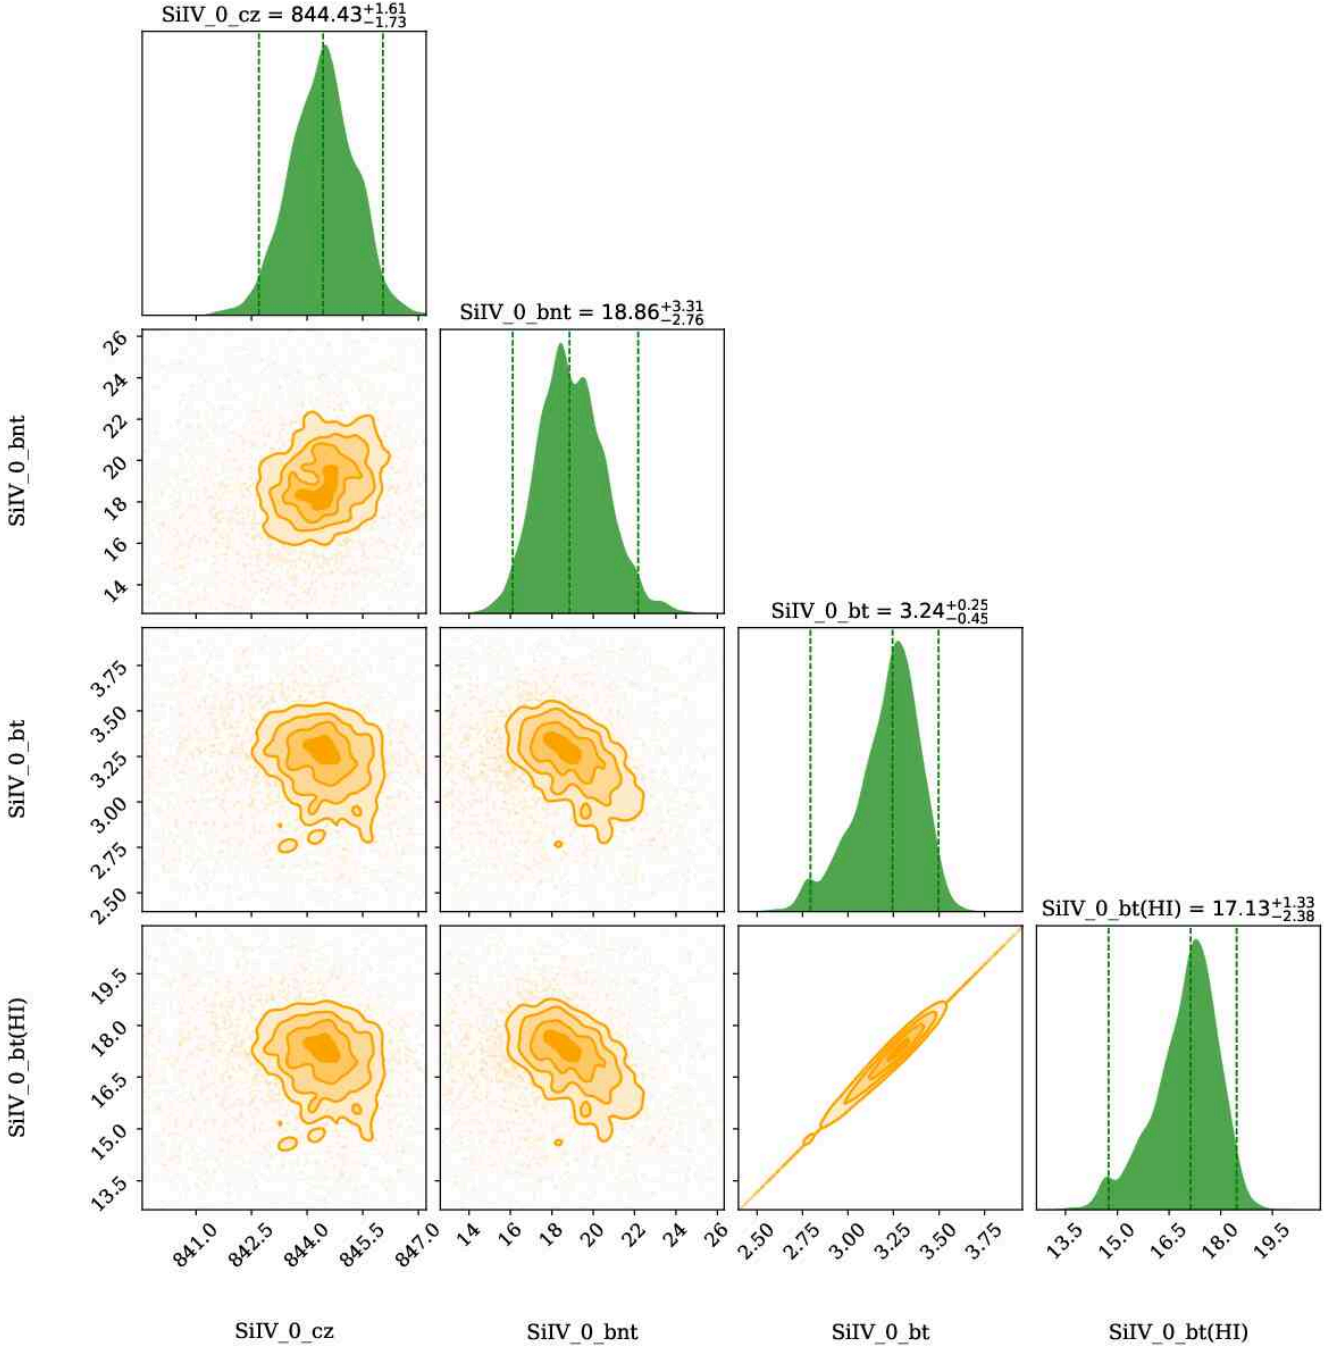 SiIV_0_cz = 844.43+1.61−1.73
SiIV_0_bnt = 18.86+3.31−2.76
26
24
22
20
18
16
14
SiIV_0_bnt
SiIV_0_bt = 3.24+0.25−0.45
3.75
3.50
3.25
3.00
2.75
2.50
SiIV_0_bt
SiIV_0_bt(HI) = 17.13+1.33−2.38
19.5
18.0
16.5
15.0
13.5
SiIV_0_bt(HI)
841.0 842.5 844.0 845.5 847.0
14 16 18 20 22 24 26
2.50 2.75 3.00 3.25 3.50 3.75
13.5 15.0 16.5 18.0 19.5
SiIV_0_cz
SiIV_0_bnt
SiIV_0_bt
SiIV_0_bt(HI)